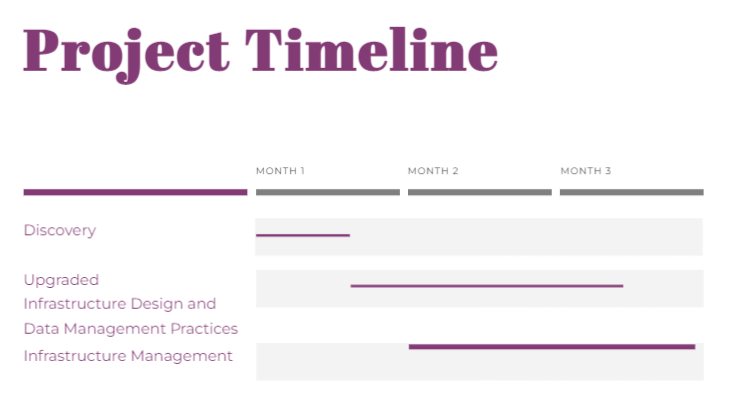 Project Timeline
MONTH 1
MONTH 2
MONTH 3
Discovery
Upgraded
Infrastructure Design and
Data Management Practices
Infrastructure Management